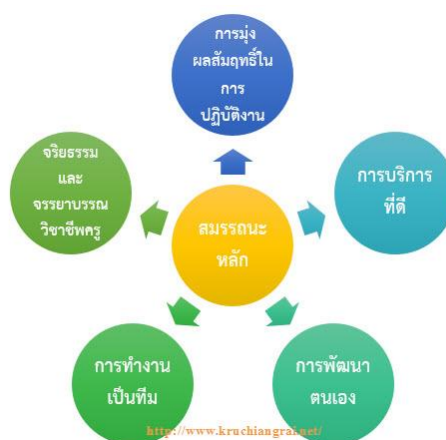 การมุ่ง
ผลสัมฤทธิ์ใน
การ
ปฏิบัติงาน
จริยธรรม
และ
จรรยาบรรณ
วิชาชีพครู
การบริการ
ที่ดี
สมรรถนะ
หลัก
การทำงาน
เป็นทีม
การพัฒนา
ตนเอง
http://www.kruchiangrai.net/